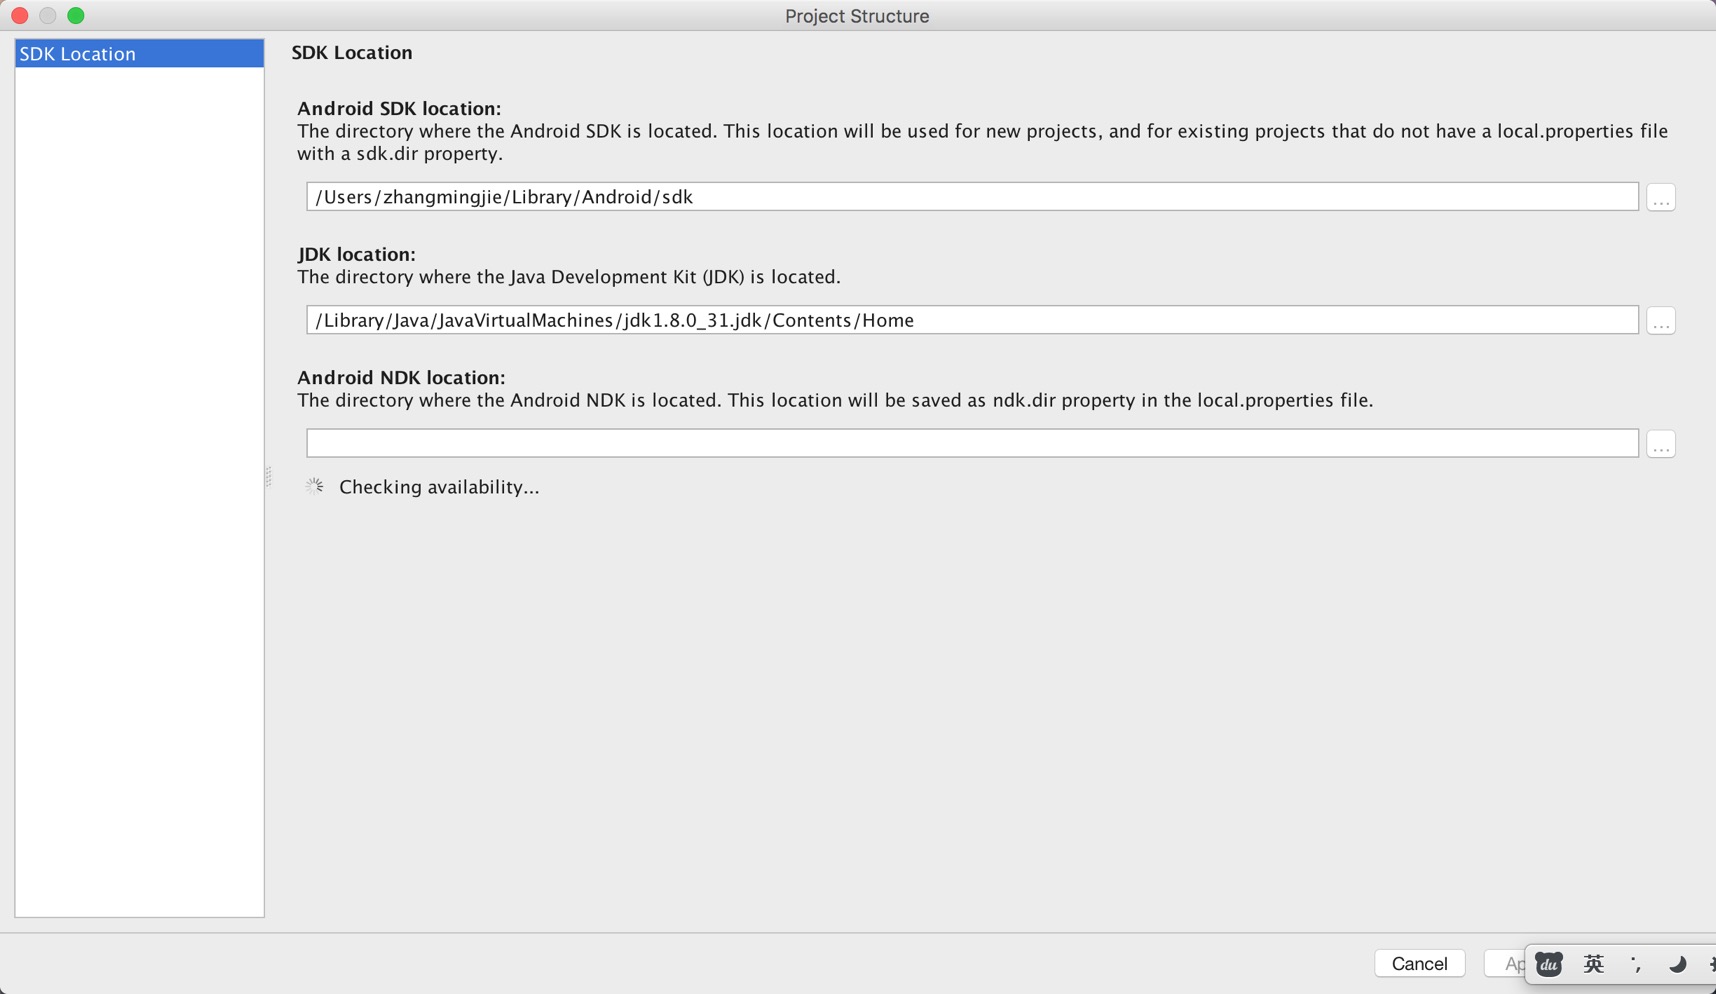 Project Structure
SDK Location
SDK Location
Android SDK location:
The directory where the Android SDK is located. This location will be used for new projects, and for existing projects that do not have a local.properties file
with a sdk.dir property.
/Users/zhangmingjie/Library/Android/sdk
...
JDK location:
The directory where the Java Development Kit (JDK) is located.
/Library/Java/JavaVirtualMachines/jdk1.8.0_31.jdk/Contents/Home
...
Android NDK location:
The directory where the Android NDK is located. This location will be saved as ndk.dir property in the local.properties file.
...
Checking availability...
Cancel
Ap
du 英